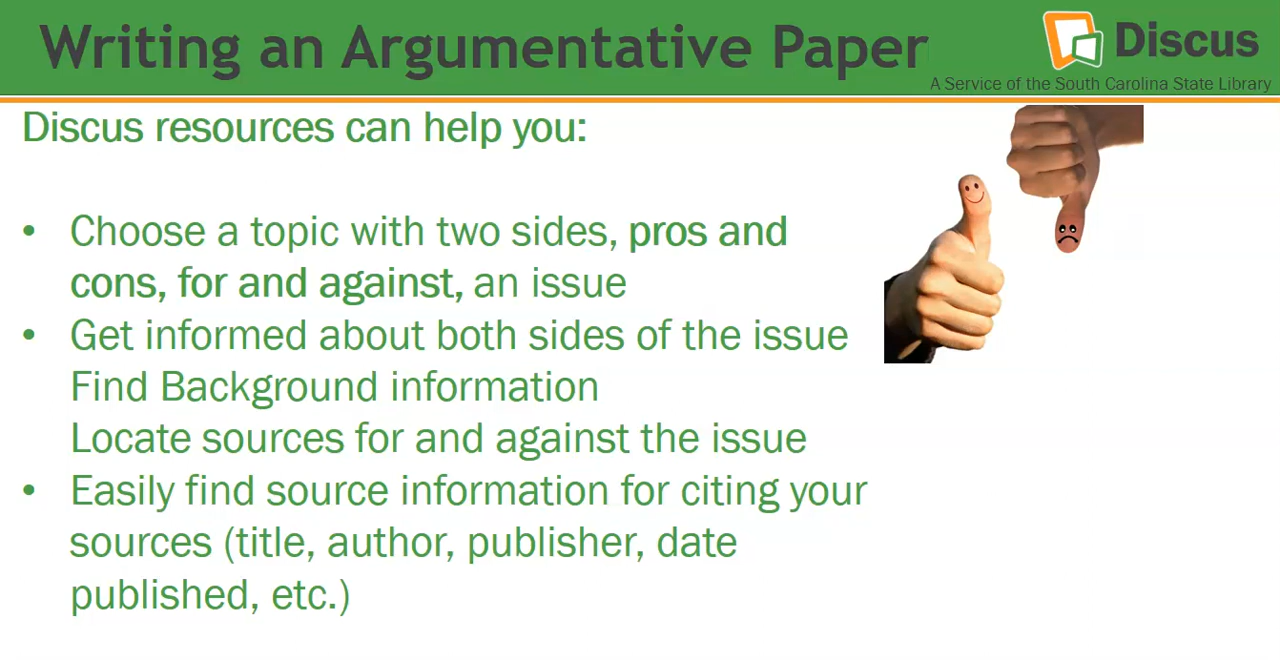 Writing an Argumentative Paper
Discus
A Service of the South Carolina State Library
Discus resources can help you:
• Choose a topic with two sides, pros and
cons, for and against, an issue
• Get informed about both sides of the issue
Find Background information
Locate sources for and against the issue
• Easily find source information for citing your
sources (title, author, publisher, date
published, etc.)